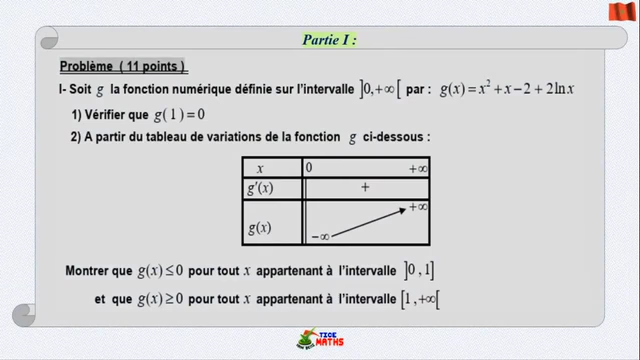 Partie I :
Problème ( 11 points )
I- Soit g la fonction numérique définie sur l'intervalle ]0,+∞[ par : g(x) = x² + x − 2 + 2 ln x
1) Vérifier que g(1) = 0
2) A partir du tableau de variations de la fonction g ci-dessous :
x 0 +∞
g'(x) +
g(x) −∞ +∞
Montrer que g(x) ≤ 0 pour tout x appartenant à l'intervalle ]0,1]
et que g(x) ≥ 0 pour tout x appartenant à l'intervalle [1,+∞[
TICE
MATHS